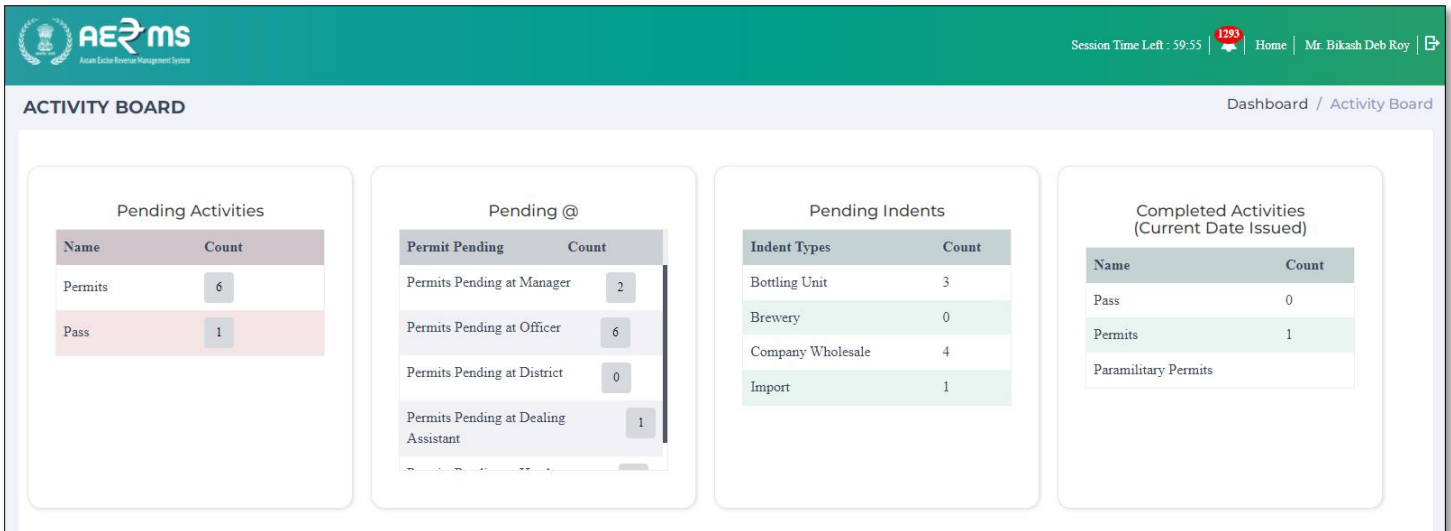 AERMS
Assam Excise Revenue Management System
Session Time Left : 59:55 | 1293 | Home | Mr. Bikash Deb Roy |
ACTIVITY BOARD
Dashboard / Activity Board
Pending Activities
Name Count
Permits 6
Pass 1
Pending @
Permit Pending Count
Permits Pending at Manager 2
Permits Pending at Officer 6
Permits Pending at District 0
Permits Pending at Dealing 1
Assistant
Pending Indents
Indent Types Count
Bottling Unit 3
Brewery 0
Company Wholesale 4
Import 1
Completed Activities
(Current Date Issued)
Name Count
Pass 0
Permits 1
Paramilitary Permits